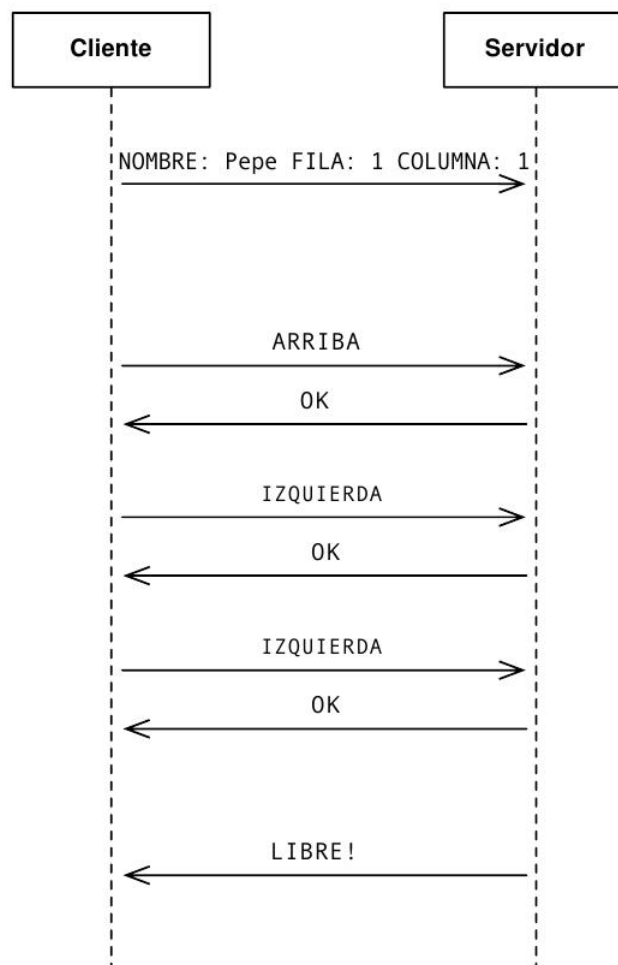 Cliente Servidor
NOMBRE: Pepe FILA: 1 COLUMNA: 1
ARRIBA
OK
IZQUIERDA
OK
IZQUIERDA
OK
LIBRE!